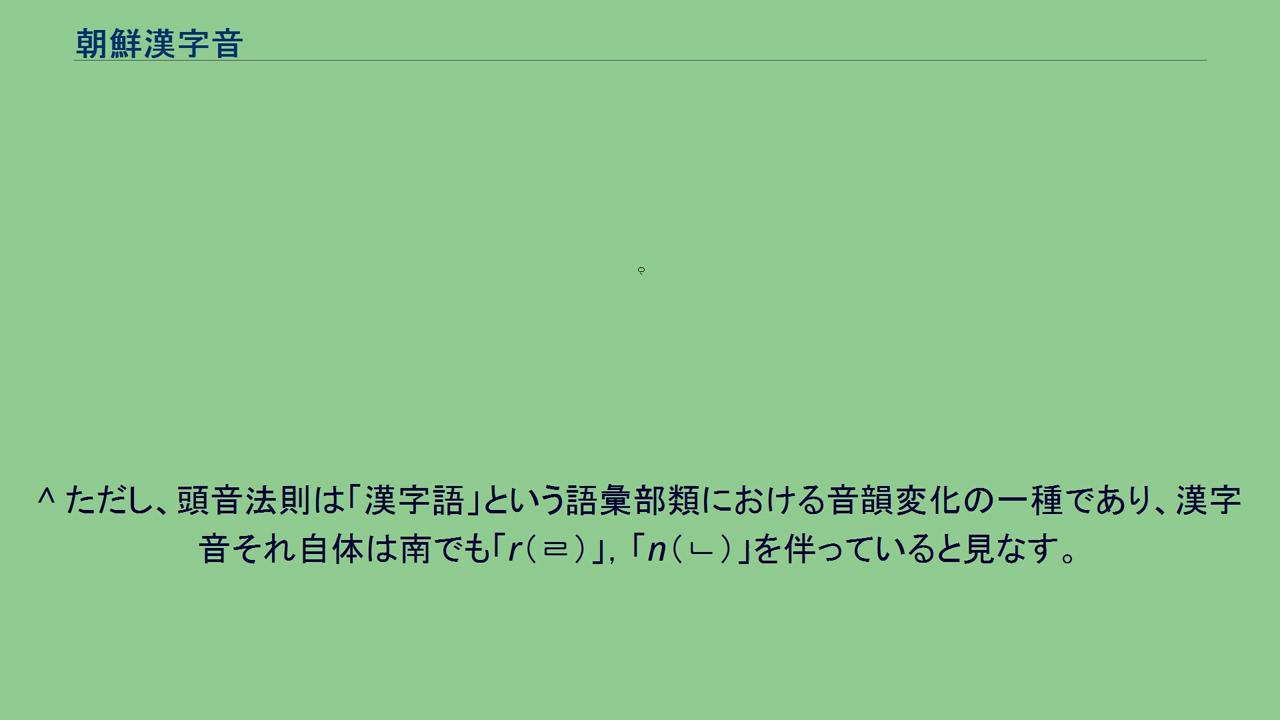 朝鮮漢字音
^ ただし、頭音法則は「漢字語」という語彙部類における音韻変化の一種であり、漢字
音それ自体は南でも「r（ㄹ）」，「n（ㄴ）」を伴っていると見なす。